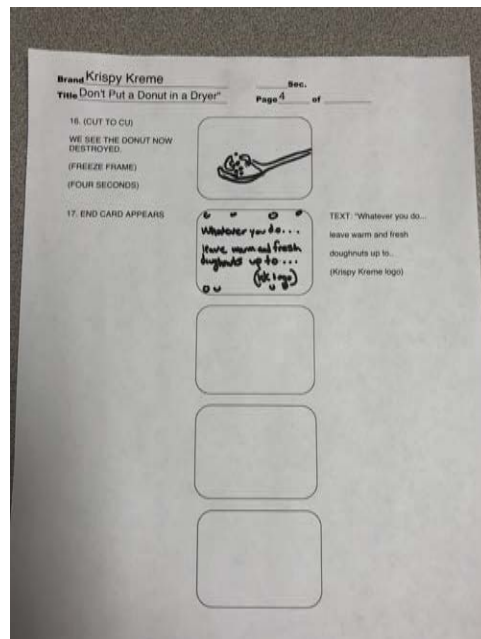 Brand Krispy Kreme
Sec.
Title Don't Put a Donut in a Dryer"
Page 4 of
16. (CUT TO CU)
WE SEE THE DONUT NOW
DESTROYED.
(FREEZE FRAME)
(FOUR SECONDS)
17. END CARD APPEARS
Whatever you do...
leave warm and fresh
doughnuts up to...
(KK logo)
TEXT: "Whatever you do...
leave warm and fresh
doughnuts up to..
(Krispy Kreme logo)